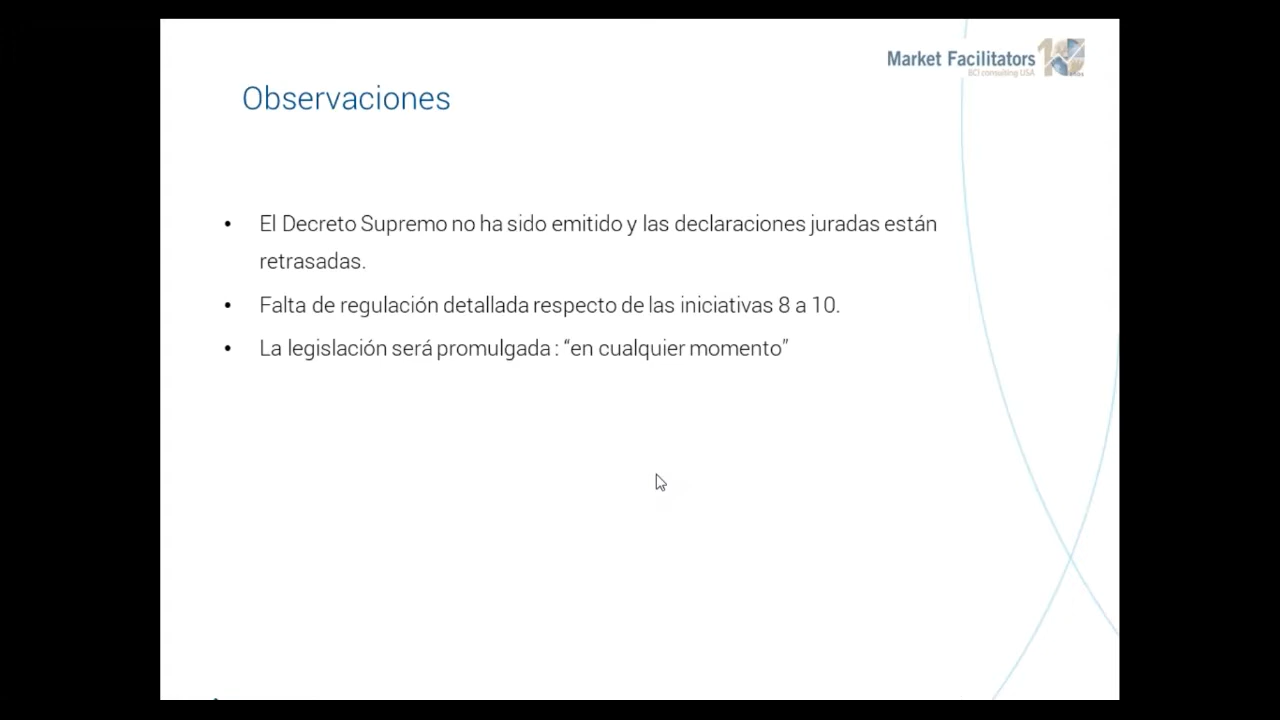 Market Facilitators
BCI consulting USA
Observaciones
• El Decreto Supremo no ha sido emitido y las declaraciones juradas están
retrasadas.
• Falta de regulación detallada respecto de las iniciativas 8 a 10.
• La legislación será promulgada : “en cualquier momento”